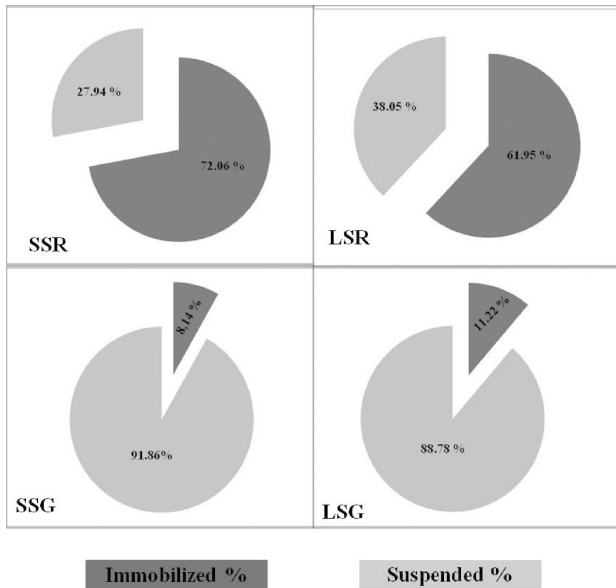 27.94 %
72.06 %
SSR
38.05 %
61.95 %
LSR
8,14 %
91.86%
SSG
11.22 %
88.78 %
LSG
Immobilized %
Suspended %